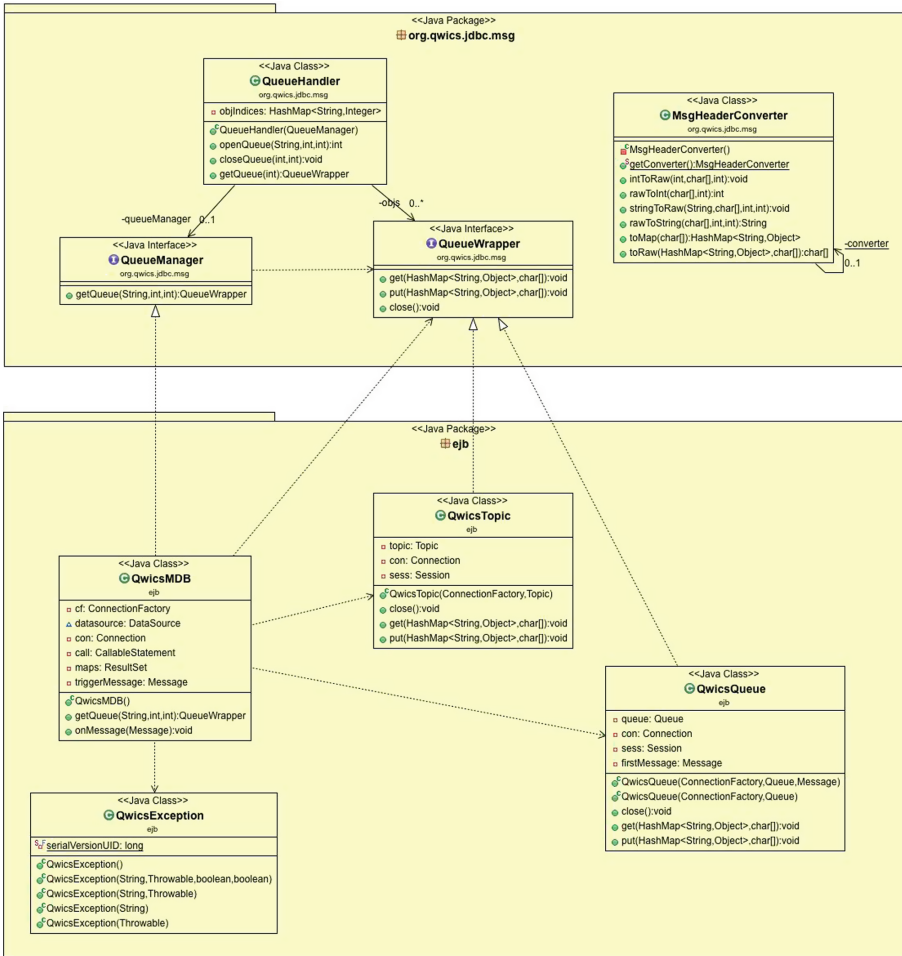 <<Java Package>>
org.qwics.jdbc.msg
<<Java Class>>
QueueHandler
org.qwics.jdbc.msg
objIndices: HashMap<String,Integer>
QueueHandler(QueueManager)
openQueue(String,int,int):int
closeQueue(int,int):void
getQueue(int):QueueWrapper
<<Java Class>>
MsgHeaderConverter
org.qwics.jdbc.msg
MsgHeaderConverter()
getConverter():MsgHeaderConverter
intToRaw(int,char[],int):void
rawToInt(char[],int):int
stringToRaw(String,char[],int,int):void
rawToString(char[],int,int):String
toMap(char[]):HashMap<String,Object>
toRaw(HashMap<String,Object>,char[]):char[]
-converter
0..1
-queueManager 0..1
-objs 0..*
<<Java Interface>>
QueueManager
org.qwics.jdbc.msg
getQueue(String,int,int):QueueWrapper
<<Java Interface>>
QueueWrapper
org.qwics.jdbc.msg
get(HashMap<String,Object>,char[]):void
put(HashMap<String,Object>,char[]):void
close():void
<<Java Package>>
ejb
<<Java Class>>
QwicsTopic
ejb
topic: Topic
con: Connection
sess: Session
QwicsTopic(ConnectionFactory,Topic)
close():void
get(HashMap<String,Object>,char[]):void
put(HashMap<String,Object>,char[]):void
<<Java Class>>
QwicsMDB
ejb
cf: ConnectionFactory
datasource: DataSource
con: Connection
call: CallableStatement
maps: ResultSet
triggerMessage: Message
QwicsMDB()
getQueue(String,int,int):QueueWrapper
onMessage(Message):void
<<Java Class>>
QwicsQueue
ejb
queue: Queue
con: Connection
sess: Session
firstMessage: Message
QwicsQueue(ConnectionFactory,Queue,Message)
QwicsQueue(ConnectionFactory,Queue)
close():void
get(HashMap<String,Object>,char[]):void
put(HashMap<String,Object>,char[]):void
<<Java Class>>
QwicsException
ejb
serialVersionUID: long
QwicsException()
QwicsException(String,Throwable,boolean,boolean)
QwicsException(String,Throwable)
QwicsException(String)
QwicsException(Throwable)